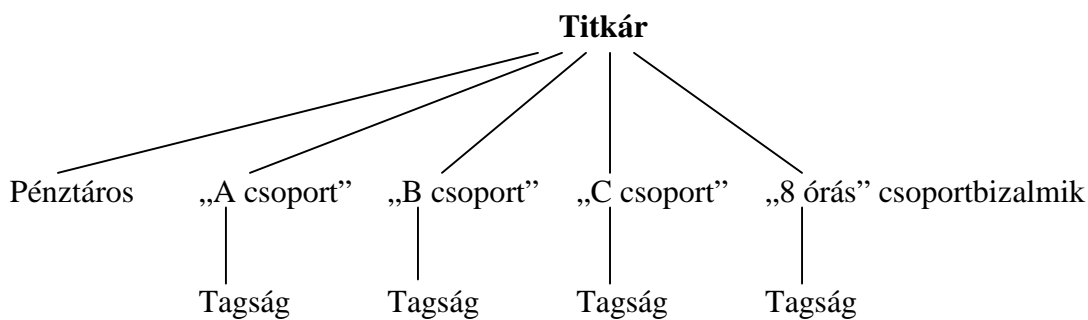 Titkár
Pénztáros „A csoport” „B csoport” „C csoport” „8 órás” csoportbizalmik
Tagság Tagság Tagság Tagság